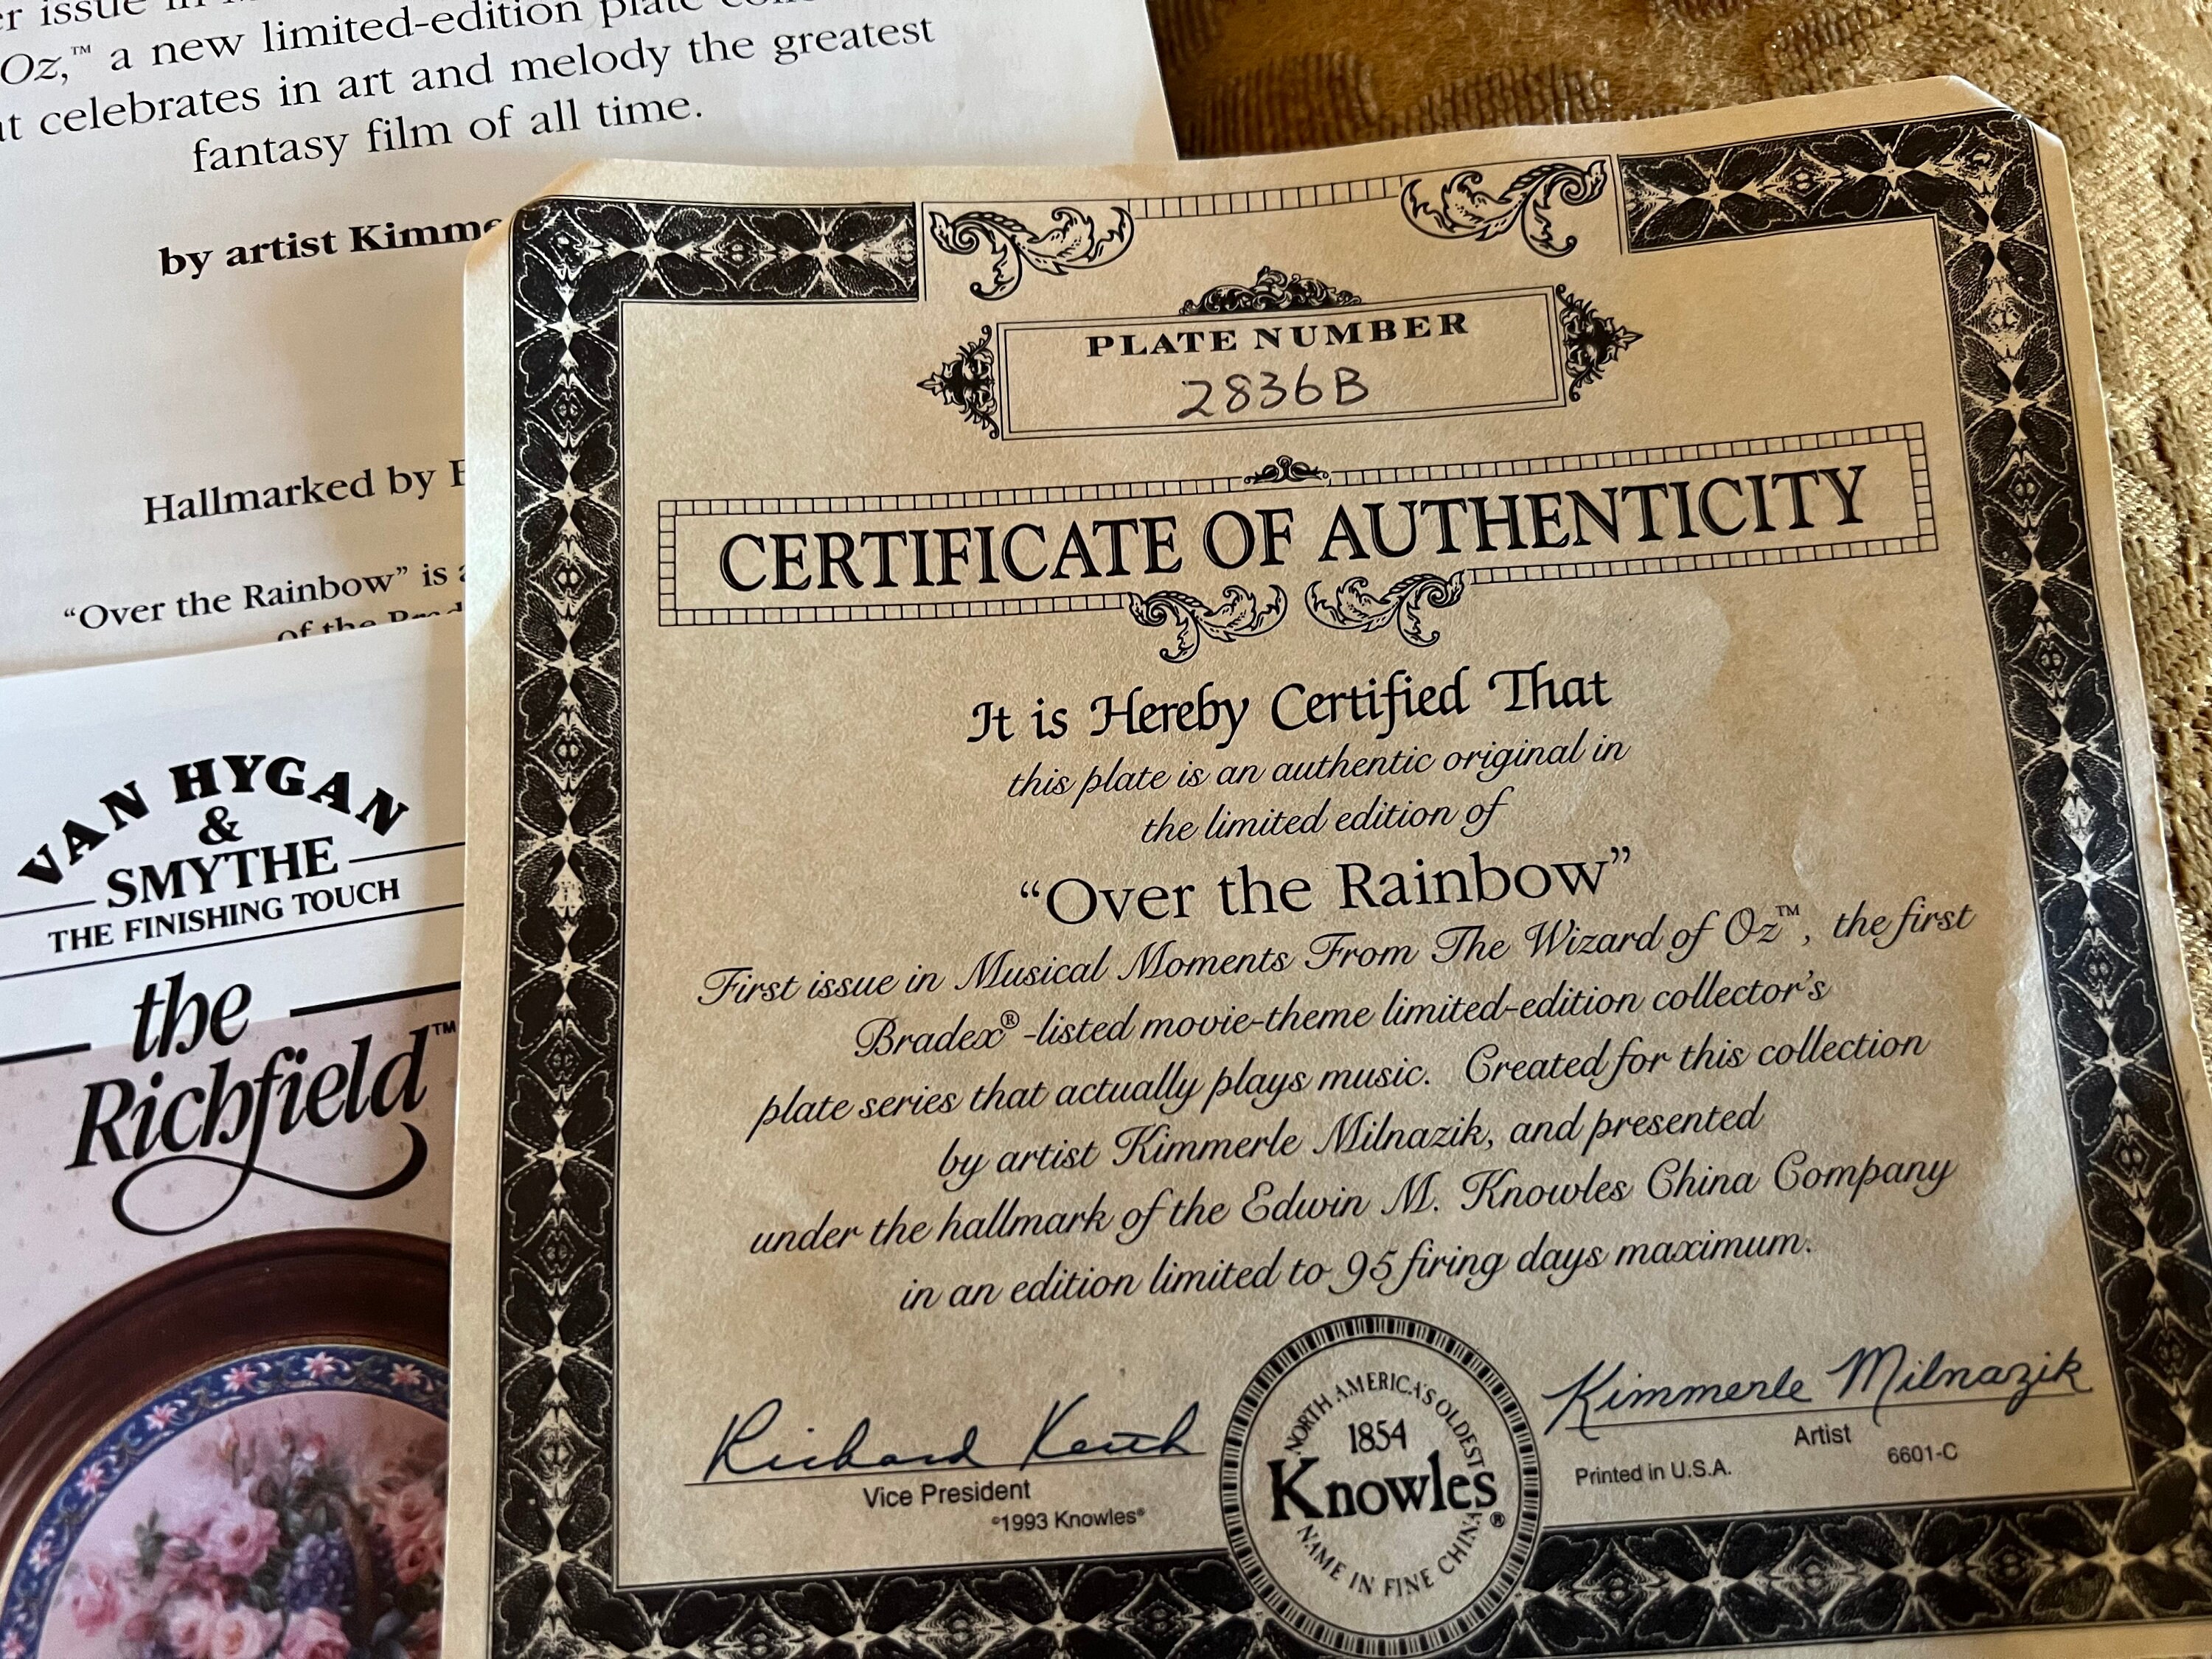 issue in
Oz,™ a new limited-edition plate
celebrates in art and melody the greatest
fantasy film of all time.
by artist
Hallmarked by
“Over the Rainbow” is
of the
VAN HYGAN
&
SMYTHE
THE FINISHING TOUCH
the
Richfield™
PLATE NUMBER
2836B
CERTIFICATE OF AUTHENTICITY
It is Hereby Certified That
this plate is an authentic original in
the limited edition of
“Over the Rainbow”
First issue in Musical Moments From The Wizard of Oz™, the first
Bradex®-listed movie-theme limited-edition collector’s
plate series that actually plays music. Created for this collection
by artist Kimmerle Milnazik, and presented
under the hallmark of the Edwin M. Knowles China Company
in an edition limited to 95 firing days maximum.
Richard Keith
Vice President
©1993 Knowles®
NORTH AMERICA'S OLDEST
1854
Knowles®
NAME IN FINE CHINA
Kimmerle Milnazik
Artist
Printed in U.S.A.
6601-C